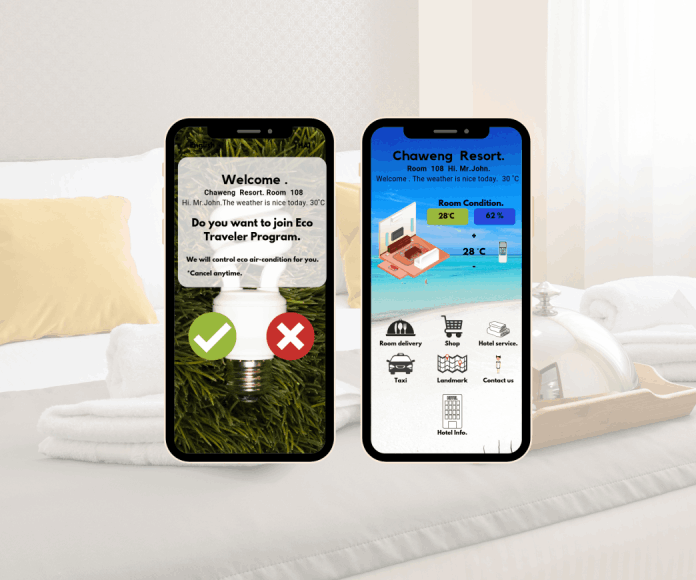 Welcome .
Chaweng Resort. Room 108
Hi. Mr.John.The weather is nice today. 30°C
Do you want to join Eco
Traveler Program.
We will control eco air-condition for you.
*Cancel anytime.
Chaweng Resort.
Room 108 Hi. Mr.John.
Welcome . The weather is nice today. 30 °C
Room Condition.
28°C 62 %
+
28 °C
-
Room delivery Shop Hotel service.
Taxi Landmark Contact us
HOTEL
Hotel Info.